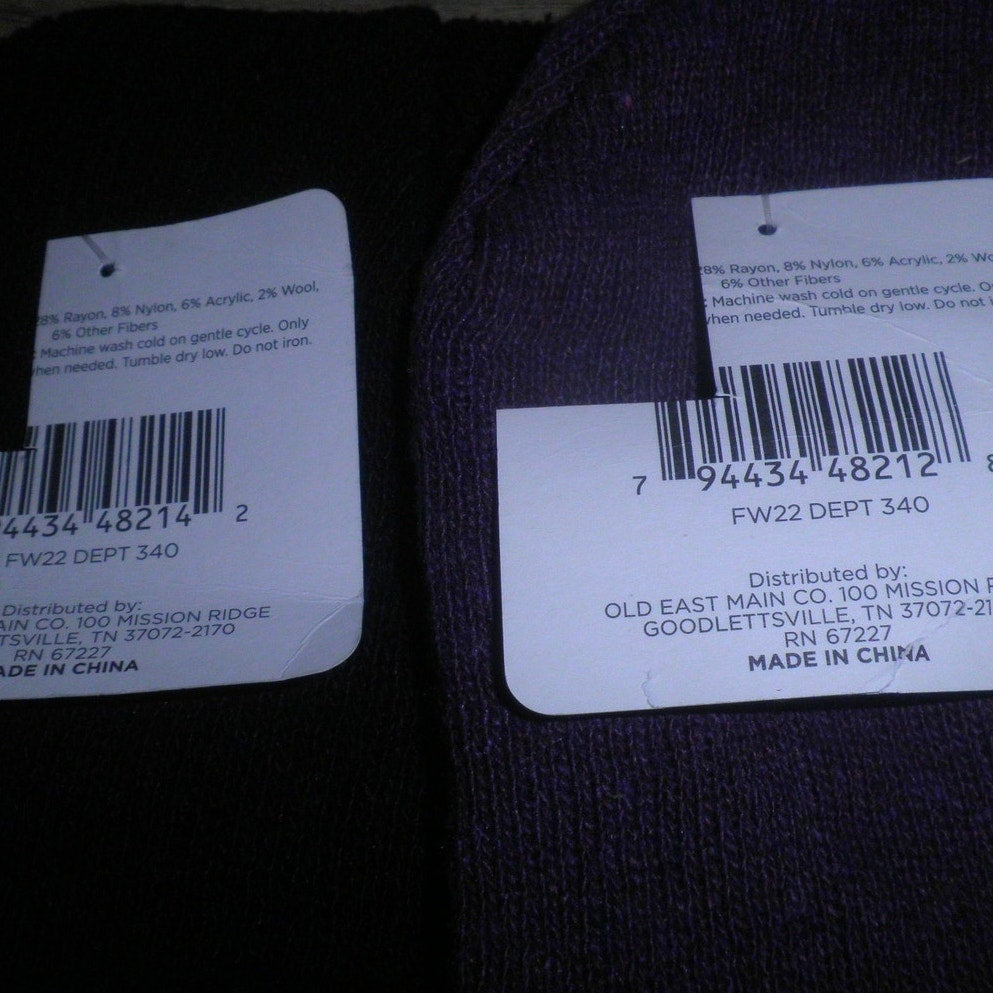 28% Rayon, 8% Nylon, 6% Acrylic, 2% Wool,
6% Other Fibers
: Machine wash cold on gentle cycle. Only
when needed. Tumble dry low. Do not iron.
94434 48214 2
FW22 DEPT 340
Distributed by:
MAIN CO. 100 MISSION RIDGE
GOODLETTSVILLE, TN 37072-2170
RN 67227
MADE IN CHINA
28% Rayon, 8% Nylon, 6% Acrylic, 2% Wo
6% Other Fibers
: Machine wash cold on gentle cycle. O
when needed. Tumble dry low. Do not i
7 94434 48212 8
FW22 DEPT 340
Distributed by:
OLD EAST MAIN CO. 100 MISSION R
GOODLETTSVILLE, TN 37072-21
RN 67227
MADE IN CHINA